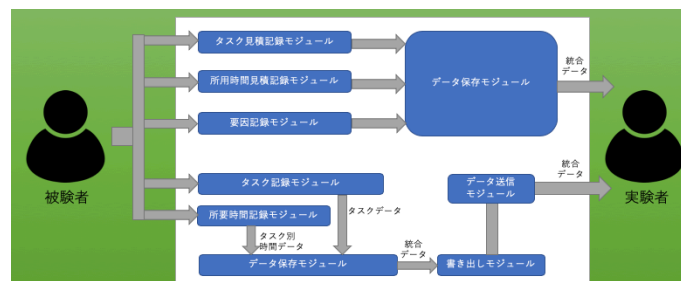 タスク見積記録モジュール
所用時間見積記録モジュール
要因記録モジュール
データ保存モジュール
統合
データ
被験者
実験者
タスク記録モジュール
所要時間記録モジュール
タスクデータ
タスク別
時間データ
データ保存モジュール
統合
データ
書き出しモジュール
データ送信
モジュール
統合
データ